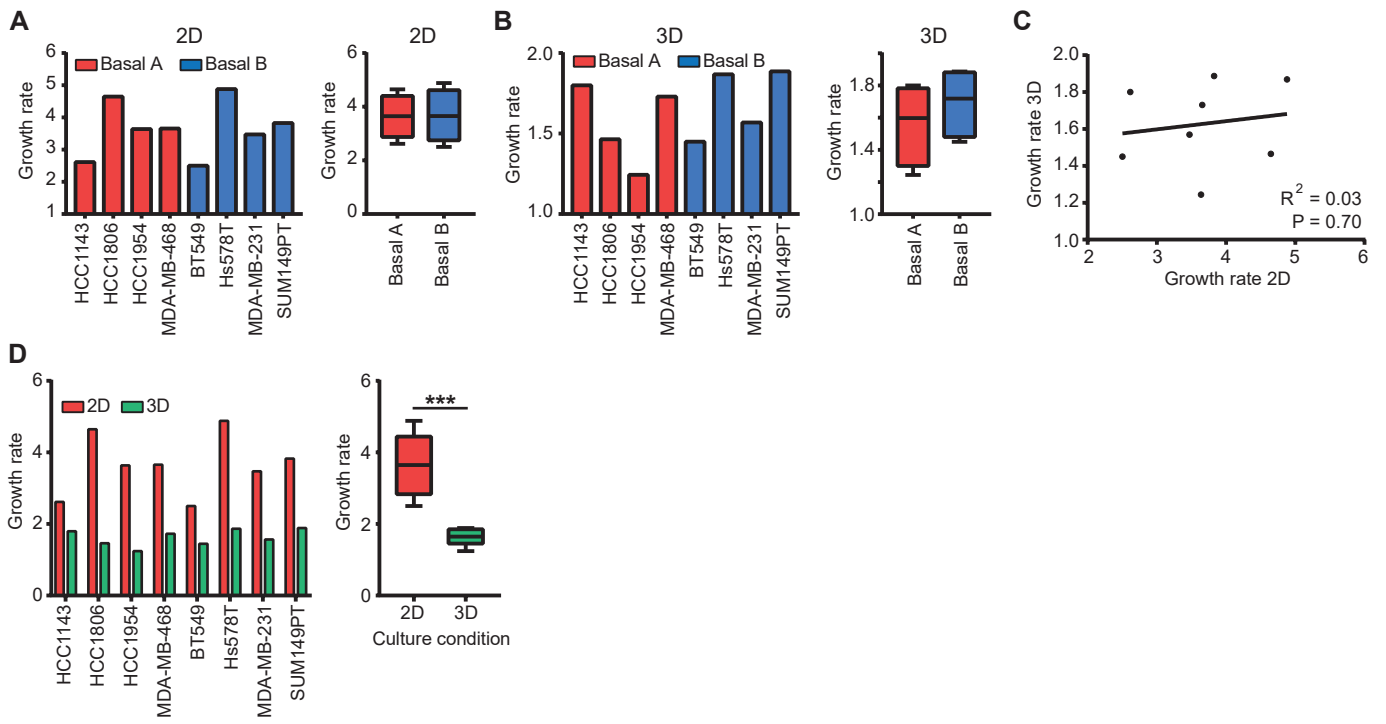 A
2D
Growth rate
6
5
4
3
2
1
Basal A
Basal B
HCC1143
HCC1806
HCC1954
MDA-MB-468
BT549
Hs578T
MDA-MB-231
SUM149PT
2D
Growth rate
6
4
2
0
Basal A
Basal B
B
3D
Growth rate
2.0
1.5
1.0
Basal A
Basal B
HCC1143
HCC1806
HCC1954
MDA-MB-468
BT549
Hs578T
MDA-MB-231
SUM149PT
3D
Growth rate
1.8
1.6
1.4
1.0
Basal A
Basal B
C
Growth rate 3D
2.0
1.8
1.6
1.4
1.2
1.0
R² = 0.03
P = 0.70
2 3 4 5 6
Growth rate 2D
D
Growth rate
6
4
2
0
2D
3D
HCC1143
HCC1806
HCC1954
MDA-MB-468
BT549
Hs578T
MDA-MB-231
SUM149PT
Growth rate
6
4
2
0
***
2D 3D
Culture condition